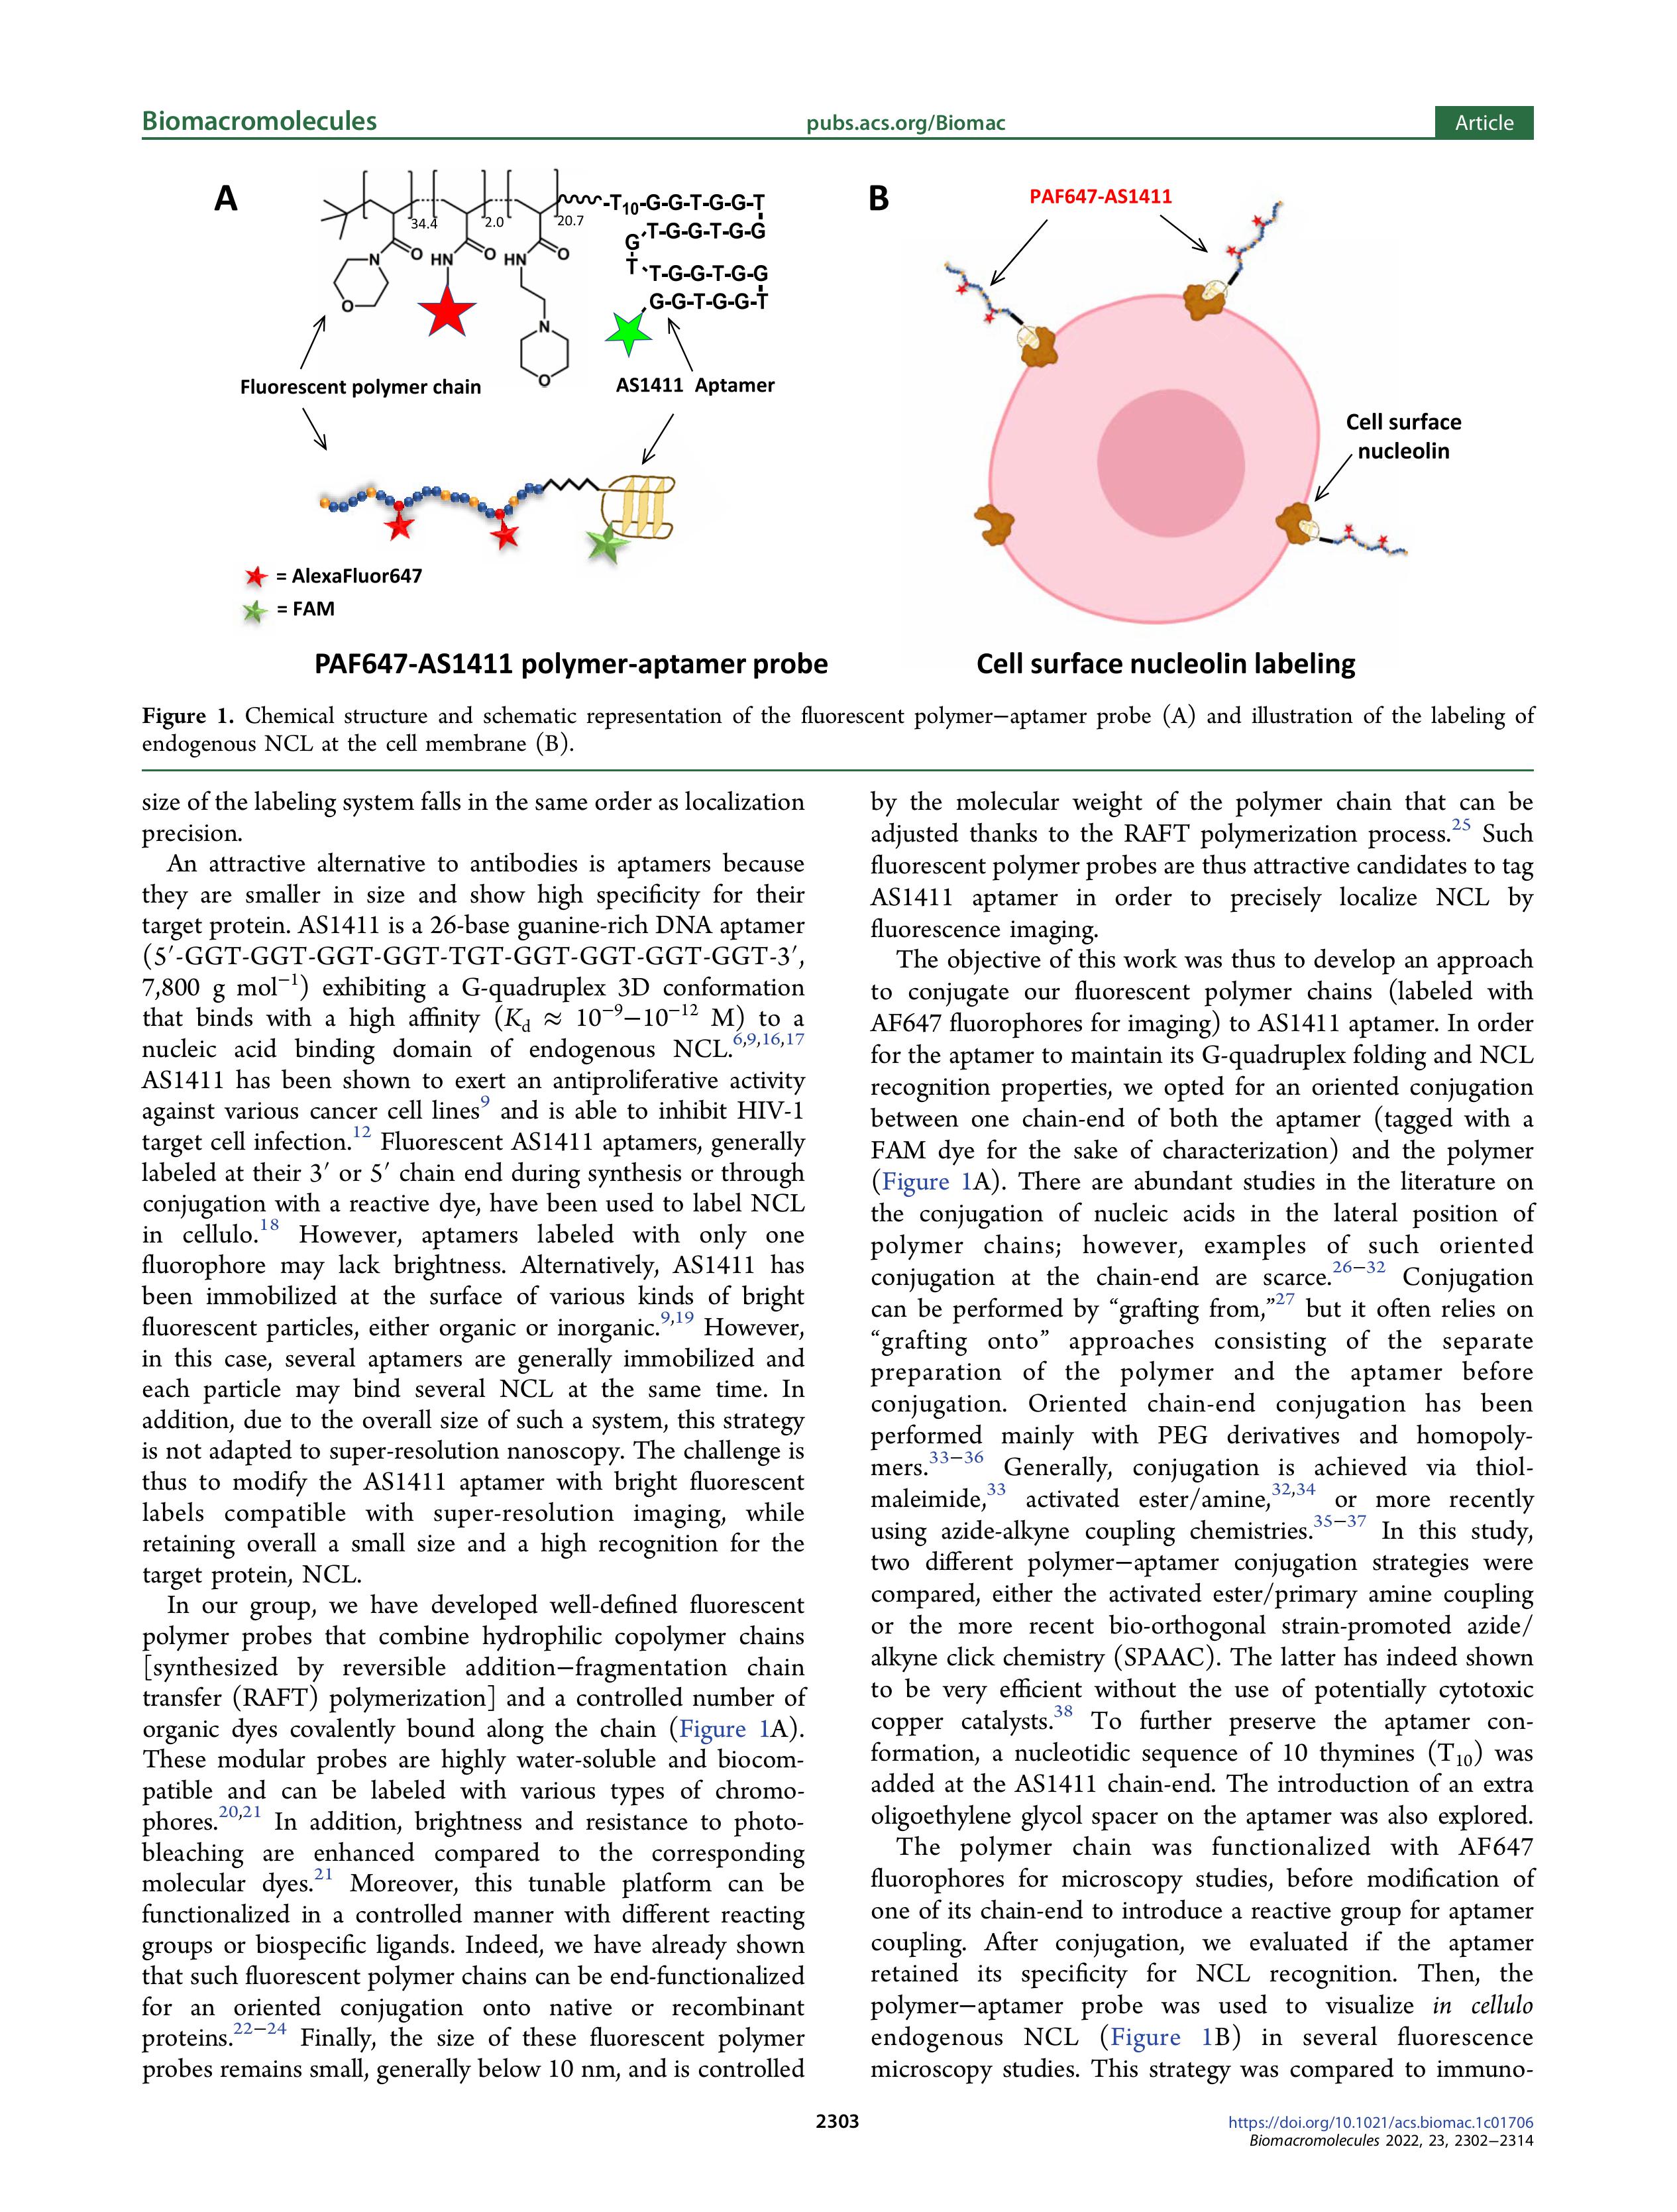 Biomacromolecules
pubs.acs.org/Biomac
Article
A
34.4
2.0
20.7
-T10-G-G-T-G-G-T
T-G-G-T-G-G
G
T
T-G-G-T-G-G
G-G-T-G-G-T
N
O
O
HN
O
HN
O
N
O
Fluorescent polymer chain
AS1411 Aptamer
= AlexaFluor647
= FAM
PAF647-AS1411 polymer-aptamer probe
B
PAF647-AS1411
Cell surface
nucleolin
Cell surface nucleolin labeling
Figure 1. Chemical structure and schematic representation of the fluorescent polymer−aptamer probe (A) and illustration of the labeling of
endogenous NCL at the cell membrane (B).
size of the labeling system falls in the same order as localization
precision.
An attractive alternative to antibodies is aptamers because
they are smaller in size and show high specificity for their
target protein. AS1411 is a 26-base guanine-rich DNA aptamer
(5′-GGT-GGT-GGT-GGT-TGT-GGT-GGT-GGT-GGT-3′,
7,800 g mol−1) exhibiting a G-quadruplex 3D conformation
that binds with a high affinity (Kd ≈ 10−9−10−12 M) to a
nucleic acid binding domain of endogenous NCL.6,9,16,17
AS1411 has been shown to exert an antiproliferative activity
against various cancer cell lines9 and is able to inhibit HIV-1
target cell infection.12 Fluorescent AS1411 aptamers, generally
labeled at their 3′ or 5′ chain end during synthesis or through
conjugation with a reactive dye, have been used to label NCL
in cellulo.18 However, aptamers labeled with only one
fluorophore may lack brightness. Alternatively, AS1411 has
been immobilized at the surface of various kinds of bright
fluorescent particles, either organic or inorganic.9,19 However,
in this case, several aptamers are generally immobilized and
each particle may bind several NCL at the same time. In
addition, due to the overall size of such a system, this strategy
is not adapted to super-resolution nanoscopy. The challenge is
thus to modify the AS1411 aptamer with bright fluorescent
labels compatible with super-resolution imaging, while
retaining overall a small size and a high recognition for the
target protein, NCL.
In our group, we have developed well-defined fluorescent
polymer probes that combine hydrophilic copolymer chains
[synthesized by reversible addition−fragmentation chain
transfer (RAFT) polymerization] and a controlled number of
organic dyes covalently bound along the chain (Figure 1A).
These modular probes are highly water-soluble and biocom-
patible and can be labeled with various types of chromo-
phores.20,21 In addition, brightness and resistance to photo-
bleaching are enhanced compared to the corresponding
molecular dyes.21 Moreover, this tunable platform can be
functionalized in a controlled manner with different reacting
groups or biospecific ligands. Indeed, we have already shown
that such fluorescent polymer chains can be end-functionalized
for an oriented conjugation onto native or recombinant
proteins.22−24 Finally, the size of these fluorescent polymer
probes remains small, generally below 10 nm, and is controlled
by the molecular weight of the polymer chain that can be
adjusted thanks to the RAFT polymerization process.25 Such
fluorescent polymer probes are thus attractive candidates to tag
AS1411 aptamer in order to precisely localize NCL by
fluorescence imaging.
The objective of this work was thus to develop an approach
to conjugate our fluorescent polymer chains (labeled with
AF647 fluorophores for imaging) to AS1411 aptamer. In order
for the aptamer to maintain its G-quadruplex folding and NCL
recognition properties, we opted for an oriented conjugation
between one chain-end of both the aptamer (tagged with a
FAM dye for the sake of characterization) and the polymer
(Figure 1A). There are abundant studies in the literature on
the conjugation of nucleic acids in the lateral position of
polymer chains; however, examples of such oriented
conjugation at the chain-end are scarce.26−32 Conjugation
can be performed by “grafting from,”27 but it often relies on
“grafting onto” approaches consisting of the separate
preparation of the polymer and the aptamer before
conjugation. Oriented chain-end conjugation has been
performed mainly with PEG derivatives and homopoly-
mers.33−36 Generally, conjugation is achieved via thiol-
maleimide,33 activated ester/amine,32,34 or more recently
using azide-alkyne coupling chemistries.35−37 In this study,
two different polymer−aptamer conjugation strategies were
compared, either the activated ester/primary amine coupling
or the more recent bio-orthogonal strain-promoted azide/
alkyne click chemistry (SPAAC). The latter has indeed shown
to be very efficient without the use of potentially cytotoxic
copper catalysts.38 To further preserve the aptamer con-
formation, a nucleotidic sequence of 10 thymines (T10) was
added at the AS1411 chain-end. The introduction of an extra
oligoethylene glycol spacer on the aptamer was also explored.
The polymer chain was functionalized with AF647
fluorophores for microscopy studies, before modification of
one of its chain-end to introduce a reactive group for aptamer
coupling. After conjugation, we evaluated if the aptamer
retained its specificity for NCL recognition. Then, the
polymer−aptamer probe was used to visualize in cellulo
endogenous NCL (Figure 1B) in several fluorescence
microscopy studies. This strategy was compared to immuno-
2303
https://doi.org/10.1021/acs.biomac.1c01706
Biomacromolecules 2022, 23, 2302−2314